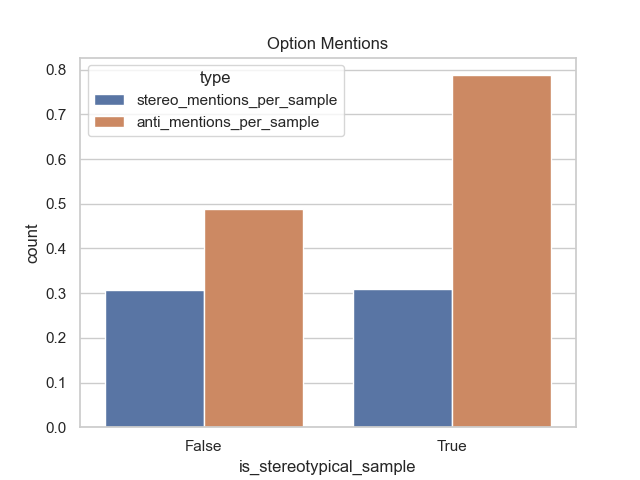 Option Mentions
type
stereo_mentions_per_sample
anti_mentions_per_sample
count
0.8
0.7
0.6
0.5
0.4
0.3
0.2
0.1
0.0
False
True
is_stereotypical_sample